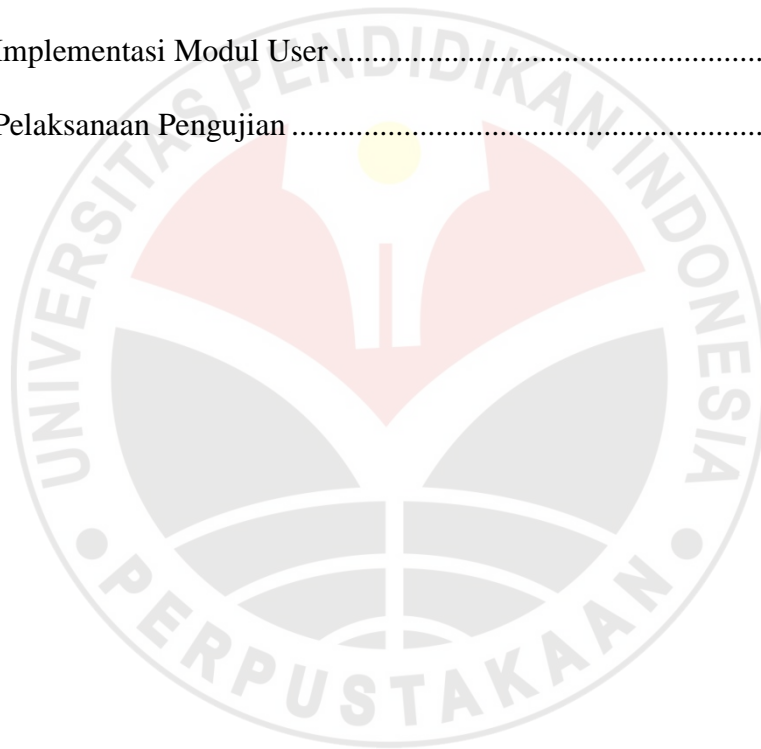 Implementasi Modul User ..........................................................
Pelaksanaan Pengujian ..........................................................
UNIVERSITAS PENDIDIKAN INDONESIA
PERPUSTAKAAN